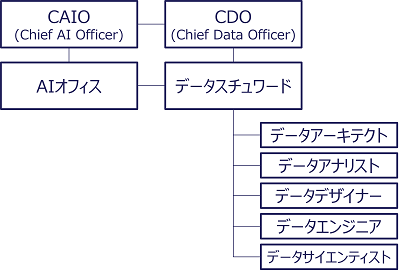 CAIO
(Chief AI Officer)
CDO
(Chief Data Officer)
AIオフィス
データスチュワード
データアーキテクト
データアナリスト
データデザイナー
データエンジニア
データサイエンティスト